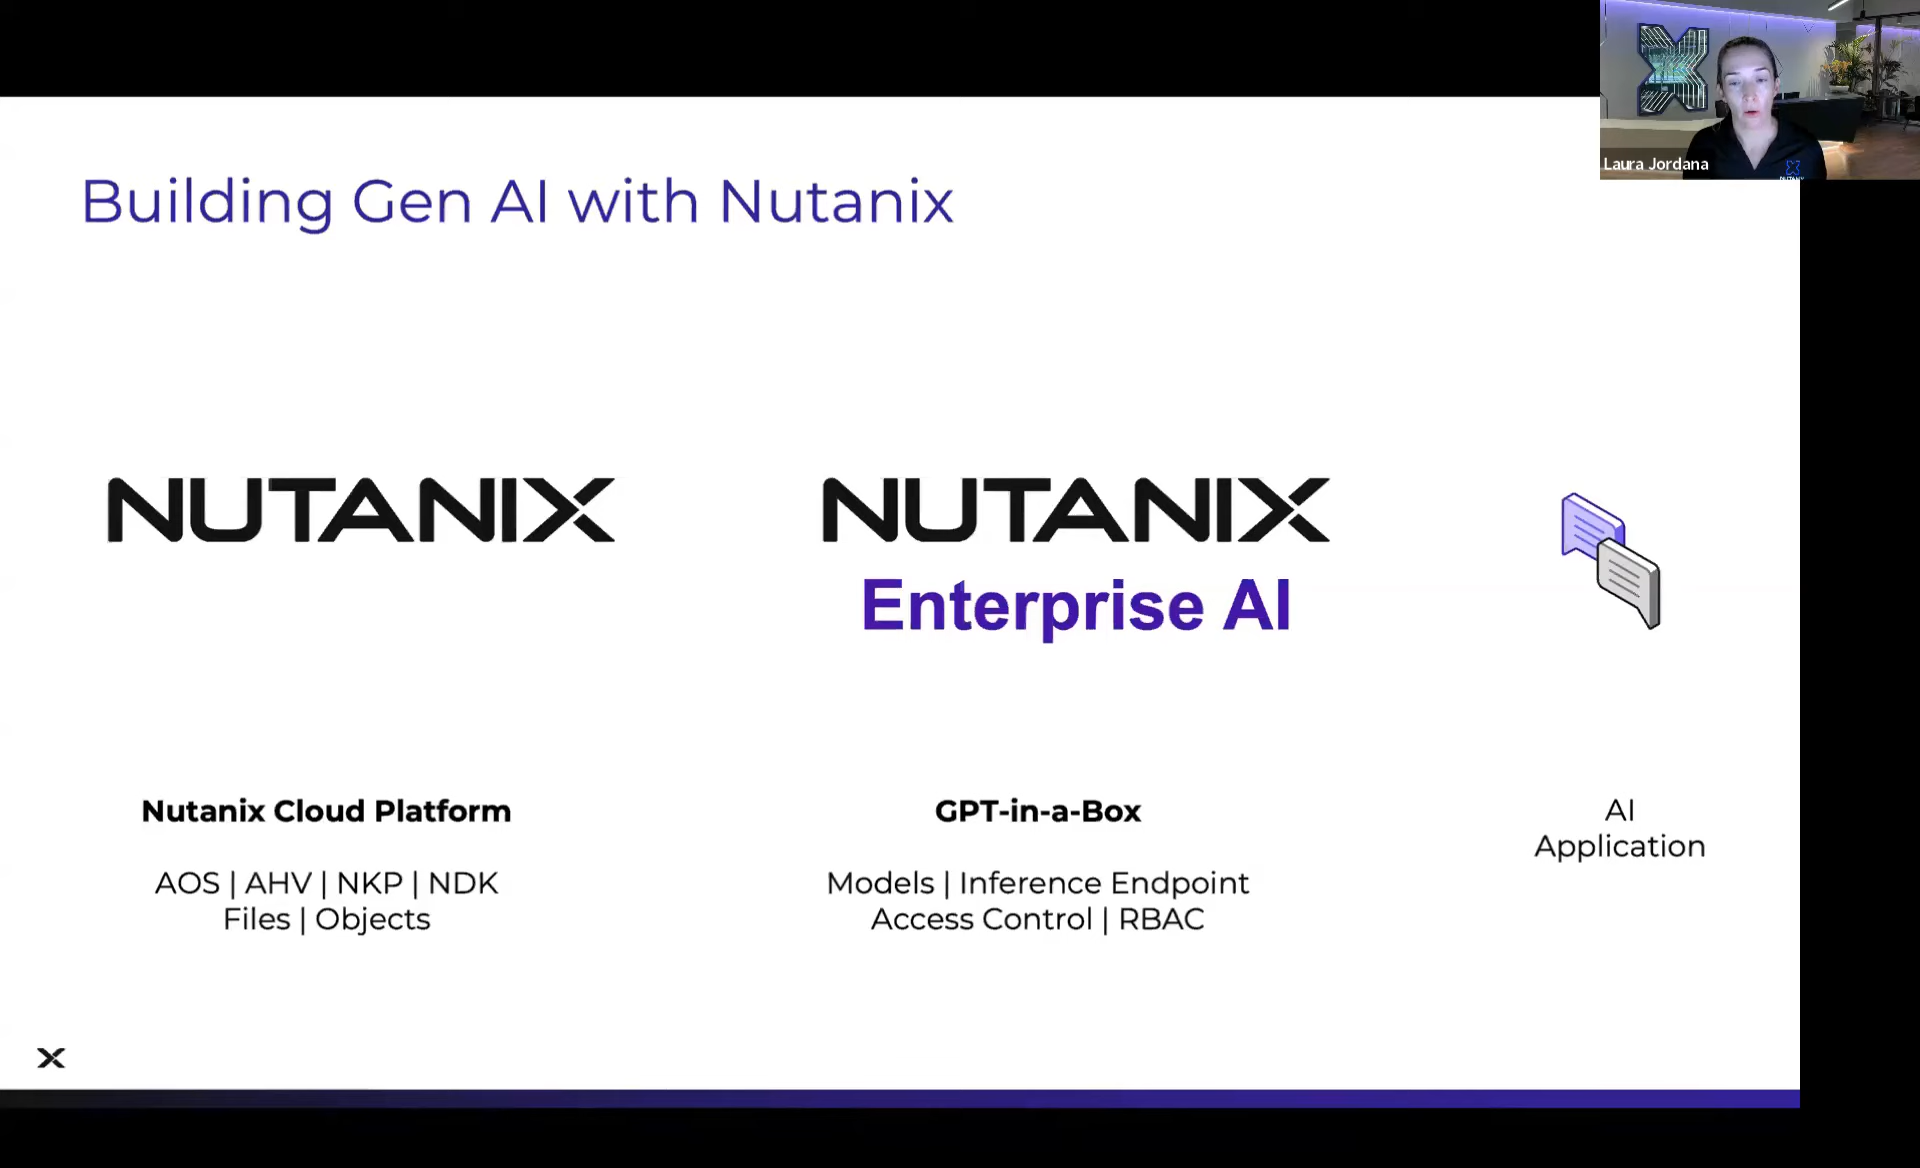 Laura Jordana
NUTANIX
Building Gen AI with Nutanix
NUTANIX
NUTANIX
Enterprise AI
Nutanix Cloud Platform
AOS | AHV | NKP | NDK
Files | Objects
GPT-in-a-Box
Models | Inference Endpoint
Access Control | RBAC
AI
Application